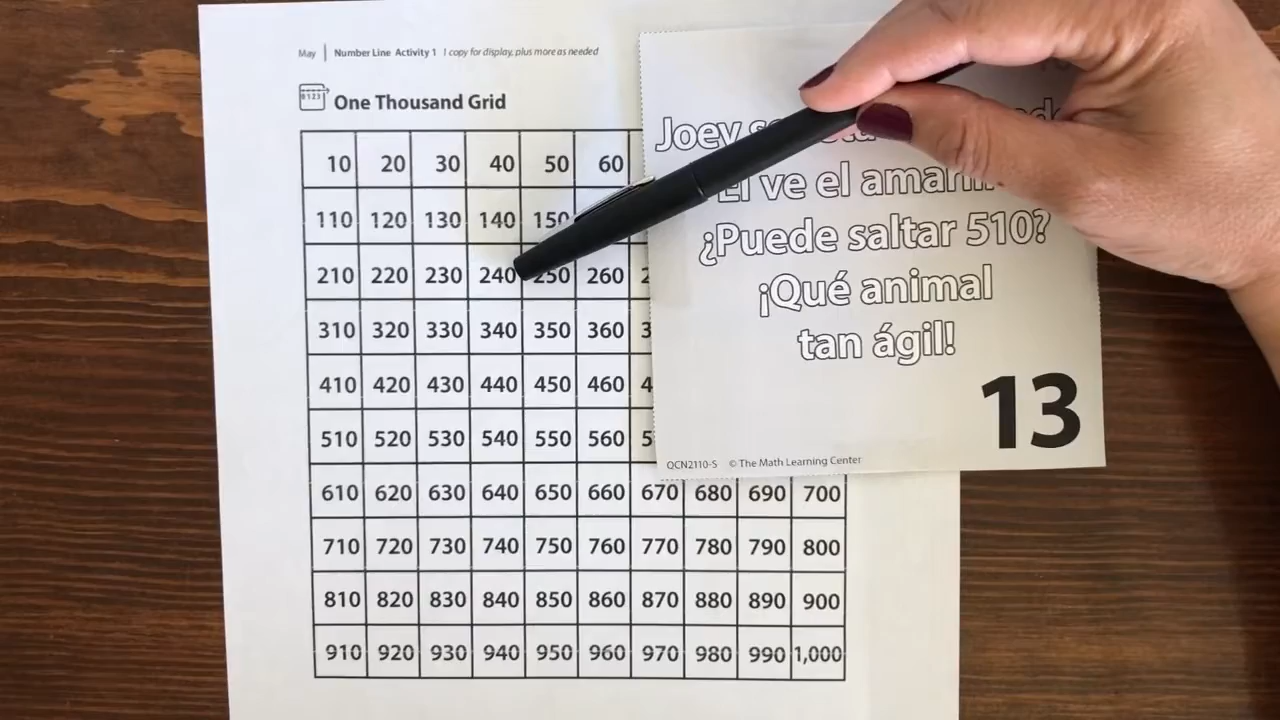 May | Number Line Activity 1 1 copy for display, plus more as needed
One Thousand Grid
10 20 30 40 50 60
110 120 130 140 150
210 220 230 240 250 260
310 320 330 340 350 360
410 420 430 440 450 460
510 520 530 540 550 560
610 620 630 640 650 660 670 680 690 700
710 720 730 740 750 760 770 780 790 800
810 820 830 840 850 860 870 880 890 900
910 920 930 940 950 960 970 980 990 1,000
Joey
El ve el
¿Puede saltar 510?
¡Qué animal
tan ágil!
13
QCN2110-S © The Math Learning Center